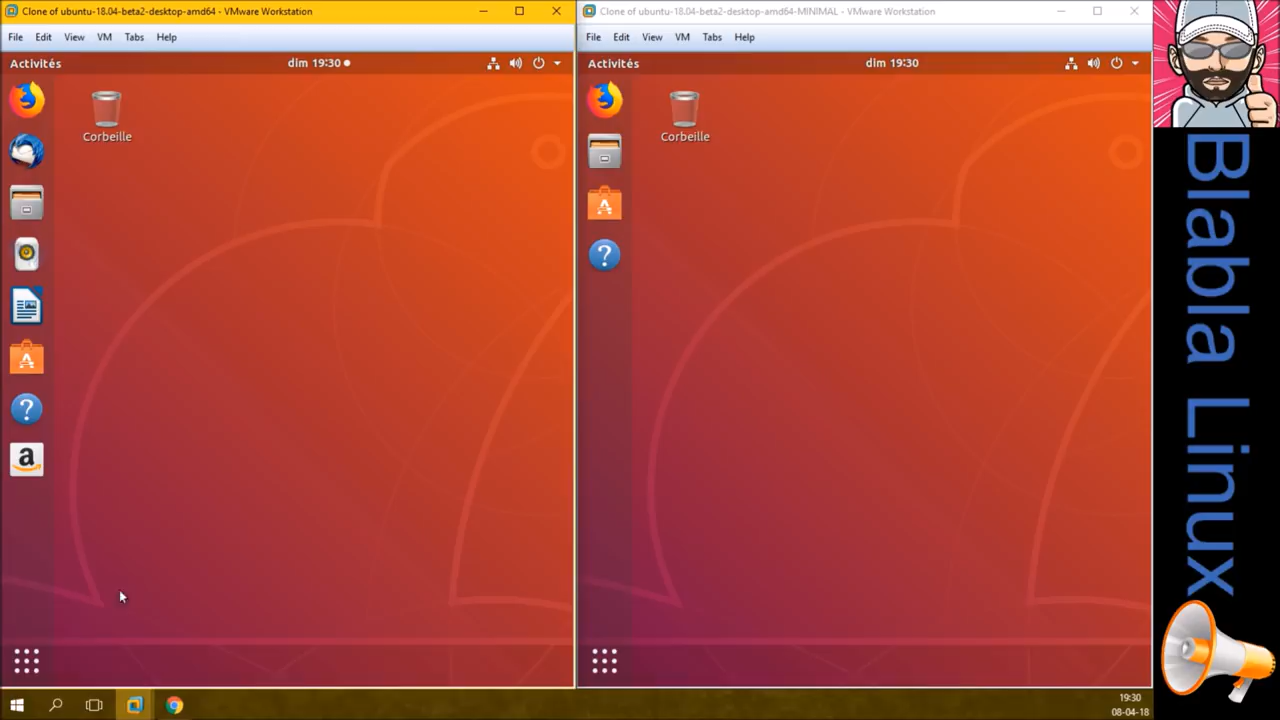 Clone of ubuntu-18.04-beta2-desktop-amd64 - VMware Workstation
File Edit View VM Tabs Help
Activités dim 19:30
Corbeille
a
Clone of ubuntu-18.04-beta2-desktop-amd64-MINIMAL - VMware Workstation
File Edit View VM Tabs Help
Activités dim 19:30
Corbeille
Blabla Linux
19:30
08-04-18